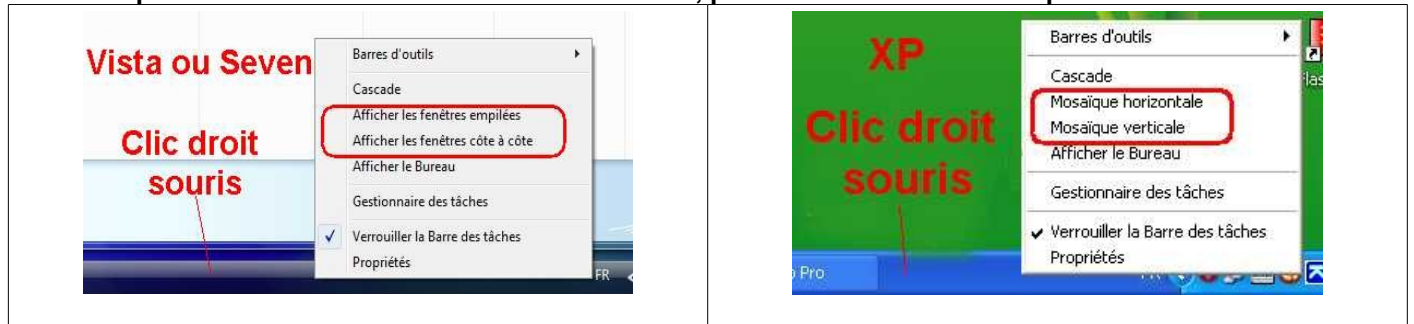 Vista ou Seven
Clic droit
souris
Barres d'outils
Cascade
Afficher les fenêtres empilées
Afficher les fenêtres côte à côte
Afficher le Bureau
Gestionnaire des tâches
Verrouiller la Barre des tâches
Propriétés
FR
XP
Clic droit
souris
Barres d'outils
Cascade
Mosaïque horizontale
Mosaïque verticale
Afficher le Bureau
Gestionnaire des tâches
Verrouiller la Barre des tâches
Propriétés
Pro